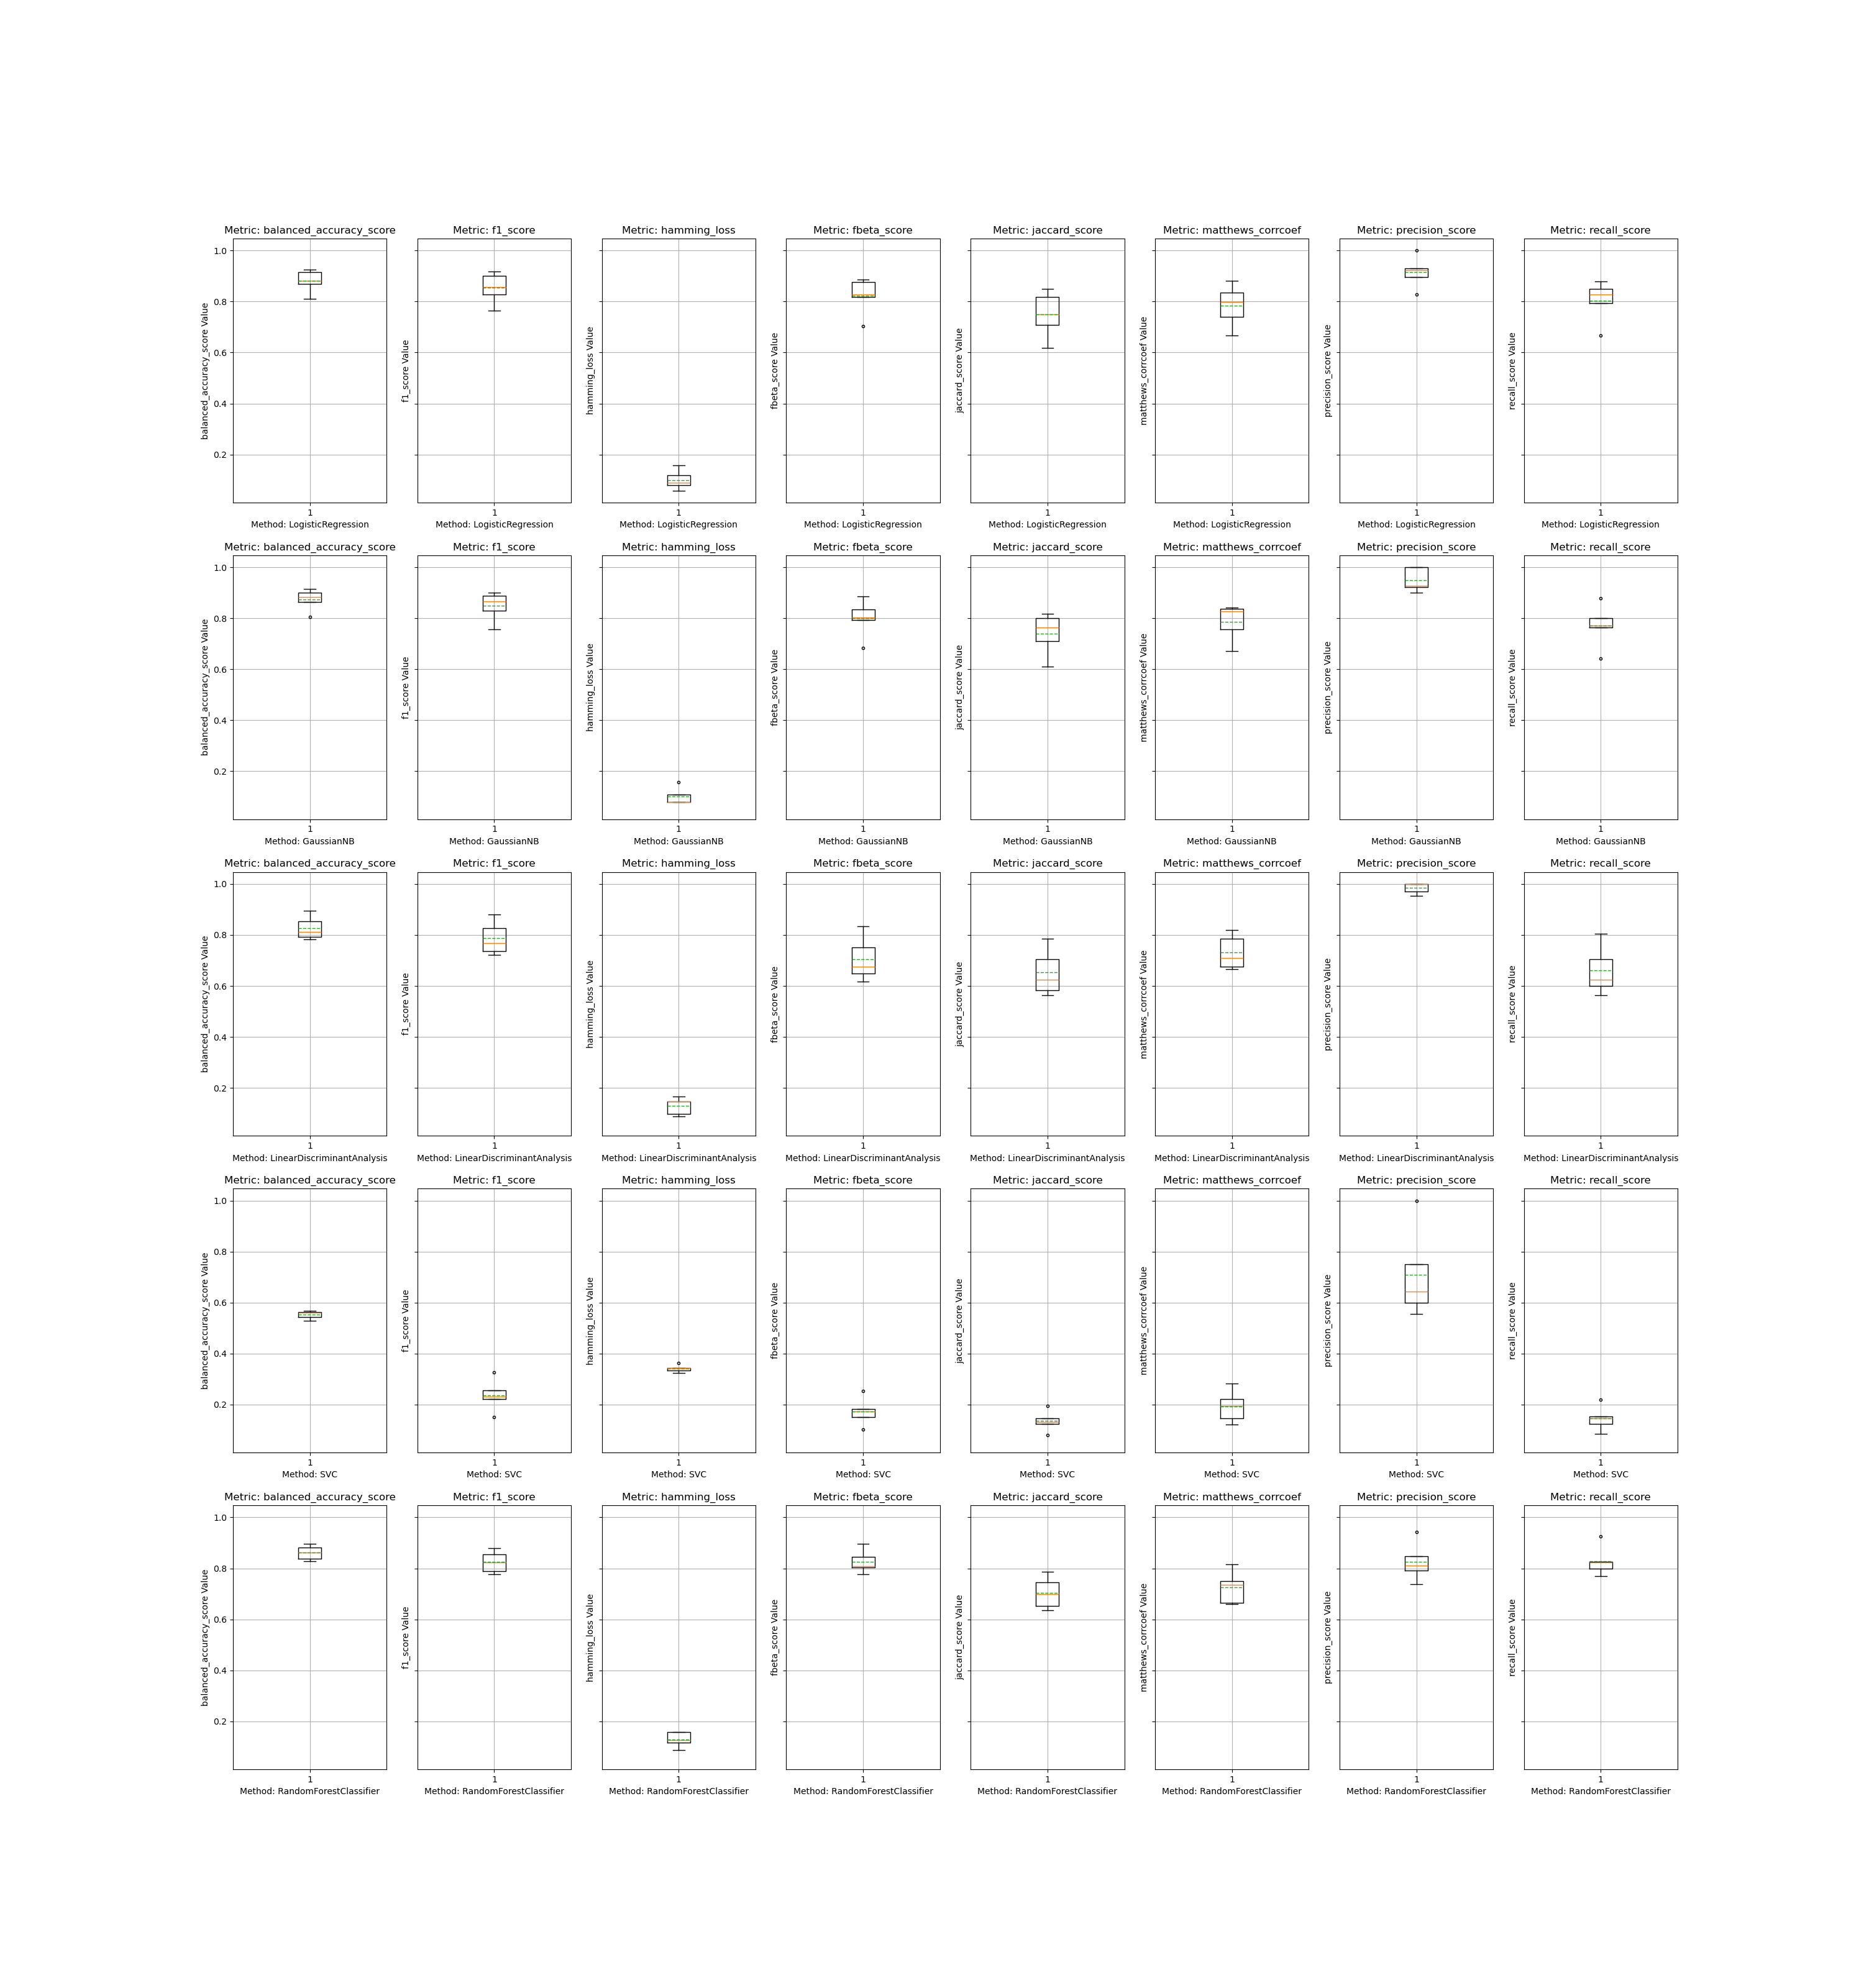 Metric: balanced_accuracy_score Metric: f1_score Metric: hamming_loss Metric: fbeta_score Metric: jaccard_score Metric: matthews_corrcoef Metric: precision_score Metric: recall_score
1.0
0.8
0.6
0.4
0.2
balanced_accuracy_score Value
f1_score Value
hamming_loss Value
fbeta_score Value
jaccard_score Value
matthews_corrcoef Value
precision_score Value
recall_score Value
1 1 1 1 1 1 1 1
Method: LogisticRegression Method: LogisticRegression Method: LogisticRegression Method: LogisticRegression Method: LogisticRegression Method: LogisticRegression Method: LogisticRegression Method: LogisticRegression
Metric: balanced_accuracy_score Metric: f1_score Metric: hamming_loss Metric: fbeta_score Metric: jaccard_score Metric: matthews_corrcoef Metric: precision_score Metric: recall_score
1.0
0.8
0.6
0.4
0.2
balanced_accuracy_score Value
f1_score Value
hamming_loss Value
fbeta_score Value
jaccard_score Value
matthews_corrcoef Value
precision_score Value
recall_score Value
1 1 1 1 1 1 1 1
Method: GaussianNB Method: GaussianNB Method: GaussianNB Method: GaussianNB Method: GaussianNB Method: GaussianNB Method: GaussianNB Method: GaussianNB
Metric: balanced_accuracy_score Metric: f1_score Metric: hamming_loss Metric: fbeta_score Metric: jaccard_score Metric: matthews_corrcoef Metric: precision_score Metric: recall_score
1.0
0.8
0.6
0.4
0.2
balanced_accuracy_score Value
f1_score Value
hamming_loss Value
fbeta_score Value
jaccard_score Value
matthews_corrcoef Value
precision_score Value
recall_score Value
1 1 1 1 1 1 1 1
Method: LinearDiscriminantAnalysis Method: LinearDiscriminantAnalysis Method: LinearDiscriminantAnalysis Method: LinearDiscriminantAnalysis Method: LinearDiscriminantAnalysis Method: LinearDiscriminantAnalysis Method: LinearDiscriminantAnalysis Method: LinearDiscriminantAnalysis
Metric: balanced_accuracy_score Metric: f1_score Metric: hamming_loss Metric: fbeta_score Metric: jaccard_score Metric: matthews_corrcoef Metric: precision_score Metric: recall_score
1.0
0.8
0.6
0.4
0.2
balanced_accuracy_score Value
f1_score Value
hamming_loss Value
fbeta_score Value
jaccard_score Value
matthews_corrcoef Value
precision_score Value
recall_score Value
1 1 1 1 1 1 1 1
Method: SVC Method: SVC Method: SVC Method: SVC Method: SVC Method: SVC Method: SVC Method: SVC
Metric: balanced_accuracy_score Metric: f1_score Metric: hamming_loss Metric: fbeta_score Metric: jaccard_score Metric: matthews_corrcoef Metric: precision_score Metric: recall_score
1.0
0.8
0.6
0.4
0.2
balanced_accuracy_score Value
f1_score Value
hamming_loss Value
fbeta_score Value
jaccard_score Value
matthews_corrcoef Value
precision_score Value
recall_score Value
1 1 1 1 1 1 1 1
Method: RandomForestClassifier Method: RandomForestClassifier Method: RandomForestClassifier Method: RandomForestClassifier Method: RandomForestClassifier Method: RandomForestClassifier Method: RandomForestClassifier Method: RandomForestClassifier